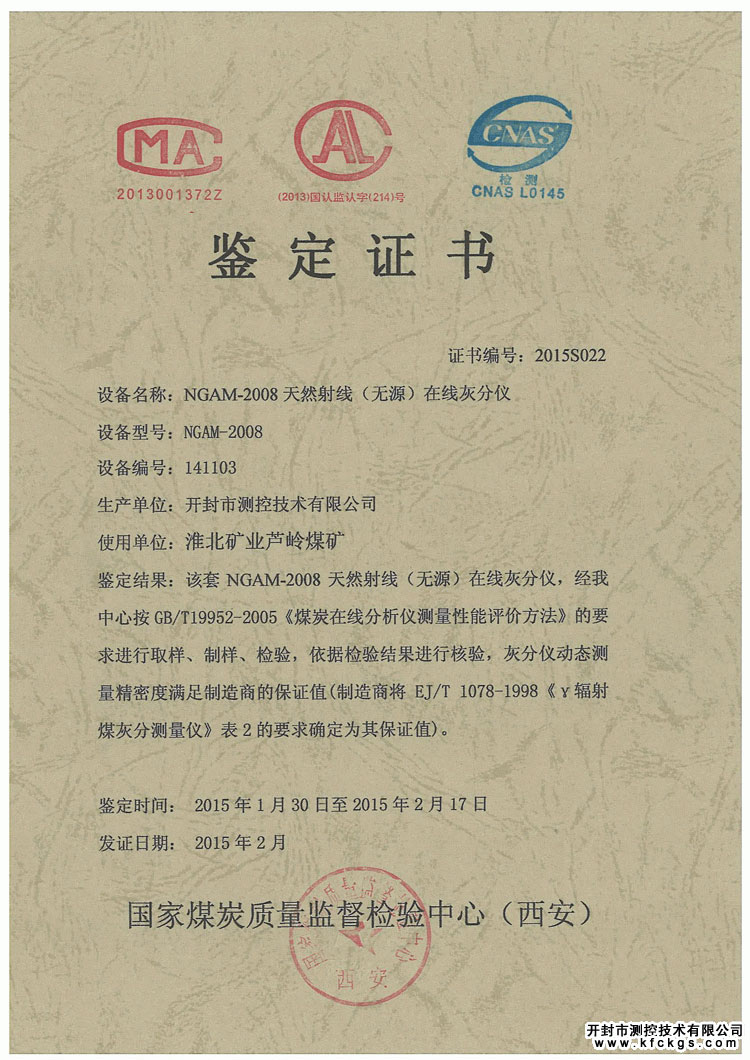 MA
2013001372Z
CAL
(2013)国认监认字(214)号
CNAS
检 测
CNAS L0145
鉴定证书
证书编号：2015S022
设备名称：NGAM-2008 天然射线（无源）在线灰分仪
设备型号：NGAM-2008
设备编号：141103
生产单位：开封市测控技术有限公司
使用单位：淮北矿业芦岭煤矿
鉴定结果：该套 NGAM-2008 天然射线（无源）在线灰分仪，经我
中心按 GB/T19952-2005《煤炭在线分析仪测量性能评价方法》的要
求进行取样、制样、检验，依据检验结果进行核验，灰分仪动态测
量精密度满足制造商的保证值(制造商将 EJ/T 1078-1998《 γ辐射
煤灰分测量仪》表 2 的要求确定为其保证值)。
鉴定时间： 2015 年 1 月 30 日至 2015 年 2 月 17 日
发证日期： 2015 年 2 月
国家煤炭质量监督检验中心（西安）
西安
开封市测控技术有限公司
www.kfckgs.com